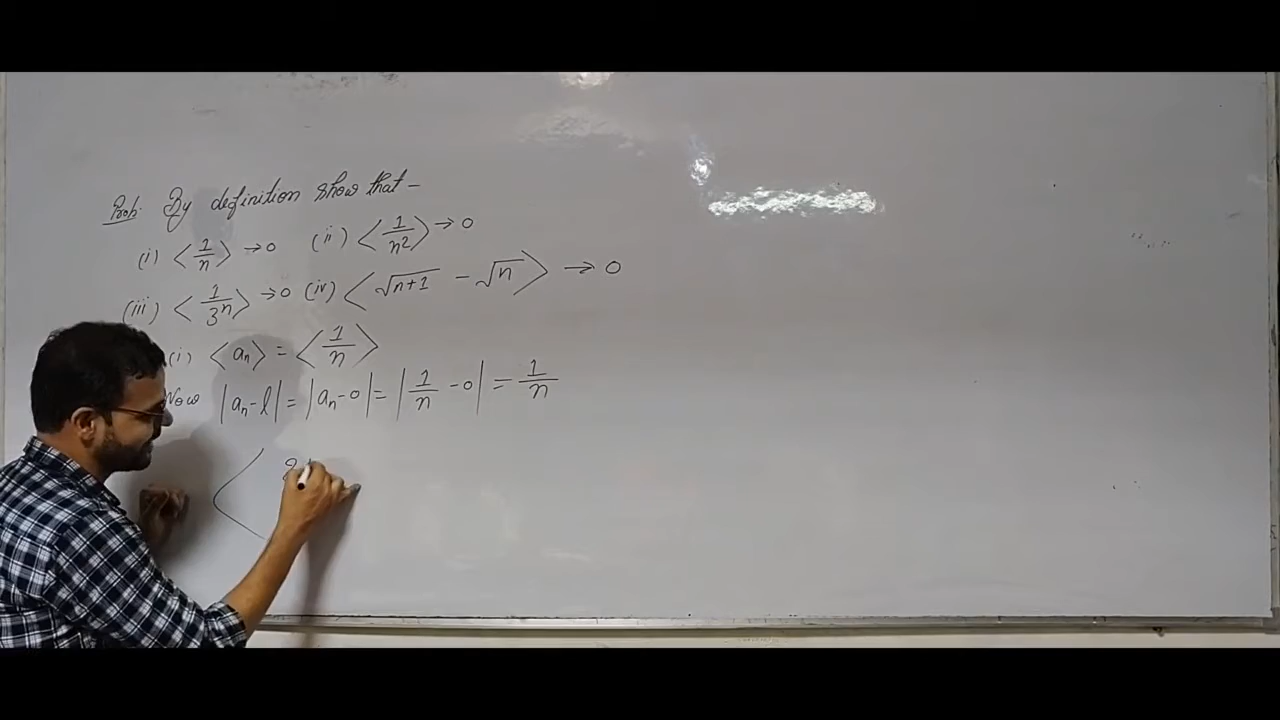 Prob: By definition show that -
(i) ⟨1/n⟩ → 0 (ii) ⟨1/n²⟩ → 0
(iii) ⟨1/3ⁿ⟩ → 0 (iv) ⟨√(n+1) - √n⟩ → 0
(i) ⟨aₙ⟩ = ⟨1/n⟩
Now |aₙ - l| = |aₙ - 0| = |1/n - 0| = 1/n